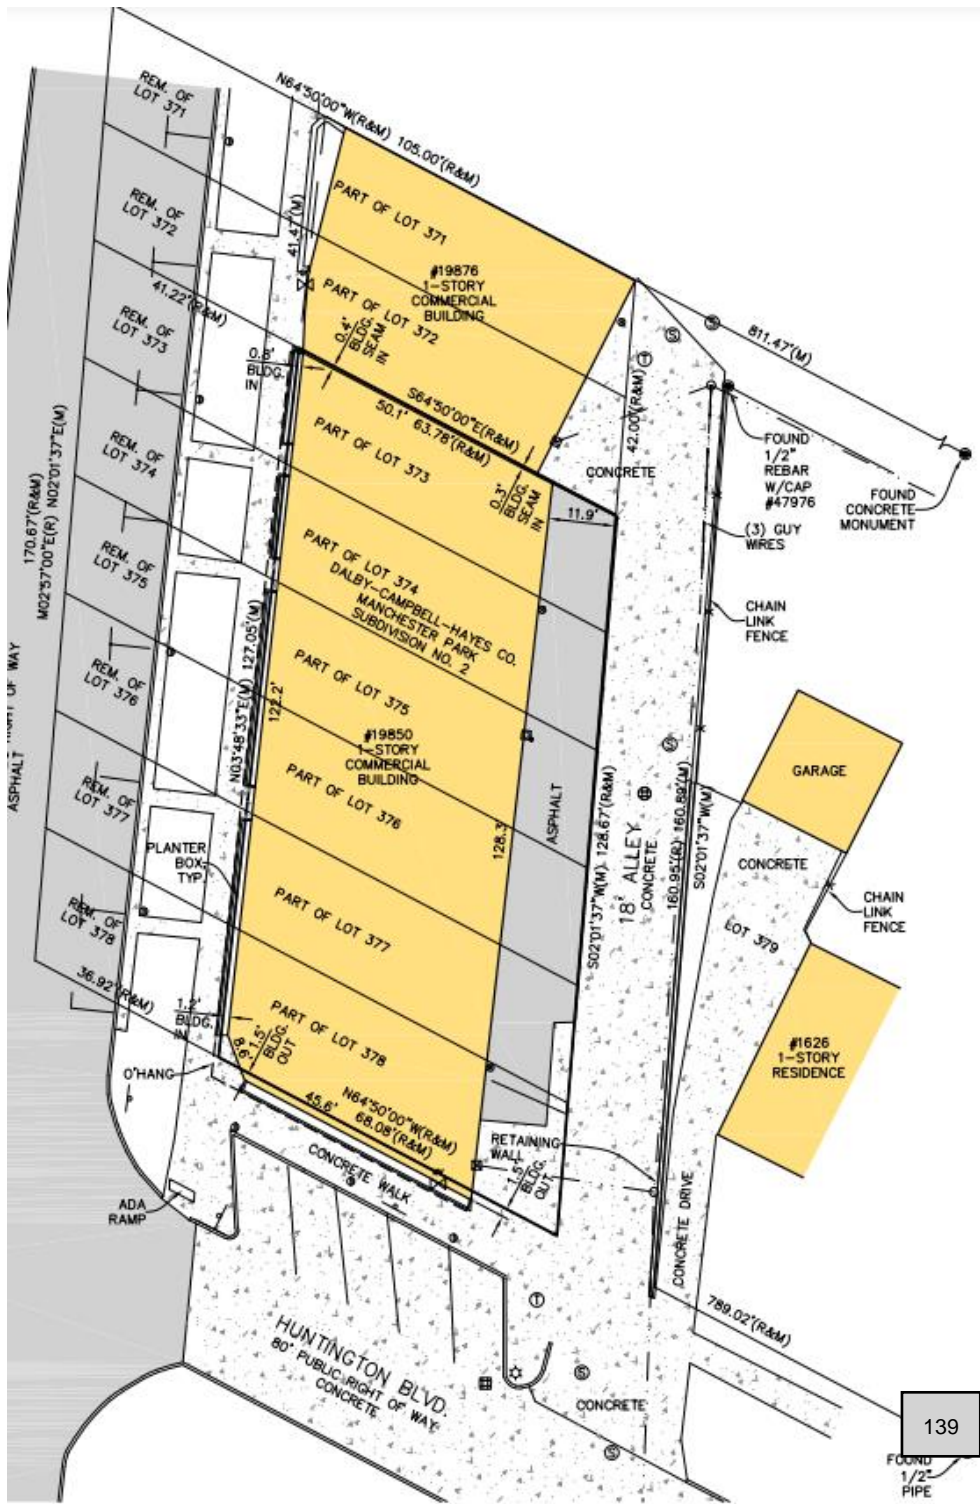 REM. OF
LOT 371
N64°50'00"W(R&M) 105.00'(R&M)
PART OF LOT 371
41.47'(M)
REM. OF
LOT 372
#19876
1-STORY
COMMERCIAL
BUILDING
PART OF LOT 372
41.22'(R&M)
0.4'
BLDG.
SEAM
IN
811.47'(M)
REM. OF
LOT 373
0.8'
BLDG.
IN
S64°50'00"E(R&M)
50.1' 63.78'(R&M)
42.00'(R&M)
PART OF LOT 373
REM. OF
LOT 374
CONCRETE
0.3'
BLDG.
SEAM
IN
11.9'
FOUND
1/2"
REBAR
W/CAP
#47976
FOUND
CONCRETE
MONUMENT
(3) GUY
WIRES
170.67'(R&M)
M02°57'00"E(R) N02°01'37"E(M)
REM. OF
LOT 375
PART OF LOT 374
DALBY-CAMPBELL-HAYES CO.
MANCHESTER PARK
SUBDIVISION NO. 2
CHAIN
LINK
FENCE
RIGHT OF WAY
ASPHALT
REM. OF
LOT 376
N03°48'33"E(M) 127.05'(M)
122.2'
PART OF LOT 375
#19850
1-STORY
COMMERCIAL
BUILDING
GARAGE
REM. OF
LOT 377
PART OF LOT 376
128.3'
ASPHALT
S02°01'37"W(M) 128.67'(R&M)
18' ALLEY
CONCRETE
160.95'(R) 160.89'(M)
S02°01'37"W(M)
PLANTER
BOX
TYP.
CONCRETE
CHAIN
LINK
FENCE
REM. OF
LOT 378
PART OF LOT 377
LOT 379
36.92'(R&M)
1.2'
BLDG.
IN
PART OF LOT 378
8.6'
1.5'
BLDG.
OUT
#1626
1-STORY
RESIDENCE
O'HANG
N64°50'00"W(R&M)
45.6' 68.08'(R&M)
RETAINING
WALL
1.5'
BLDG.
OUT
CONCRETE WALK
ADA
RAMP
CONCRETE DRIVE
789.02'(R&M)
HUNTINGTON BLVD.
80' PUBLIC RIGHT OF WAY
CONCRETE
CONCRETE
139
FOUND
1/2"
PIPE